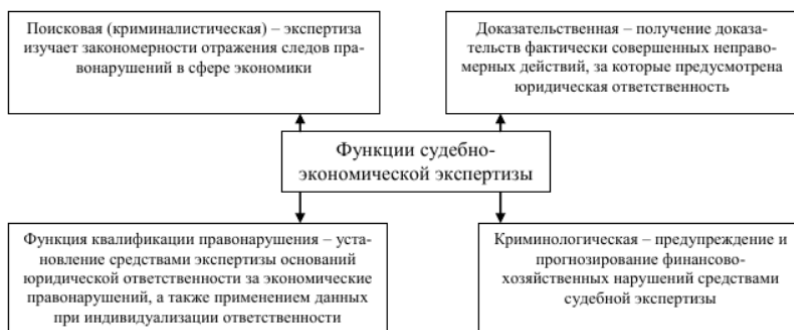 Поисковая (криминалистическая) – экспертиза
изучает закономерности отражения следов пра-
вонарушений в сфере экономики
Доказательственная – получение доказа-
тельств фактически совершенных неправо-
мерных действий, за которые предусмотрена
юридическая ответственность
Функции судебно-
экономической экспертизы
Функция квалификации правонарушения – уста-
новление средствами экспертизы оснований
юридической ответственности за экономические
правонарушений, а также применением данных
при индивидуализации ответственности
Криминологическая – предупреждение и
прогнозирование финансово-
хозяйственных нарушений средствами
судебной экспертизы